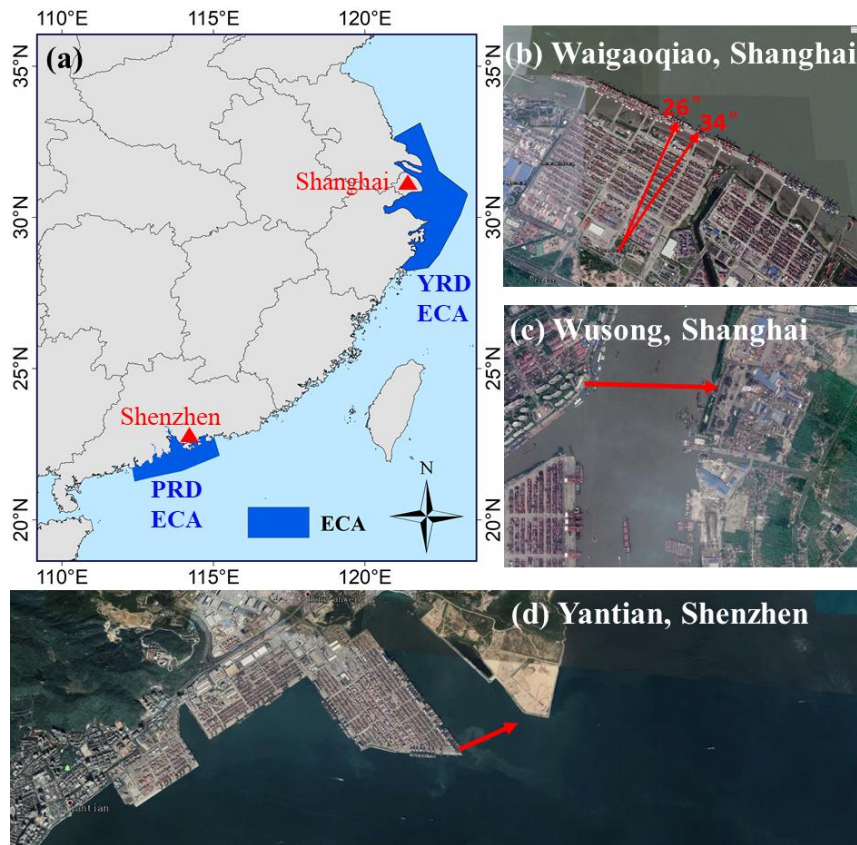 110°E 115°E 120°E
(a)
35°N 35°N
Shanghai
30°N 30°N
YRD
ECA
25°N 25°N
Shenzhen
PRD
ECA
N
ECA
20°N 20°N
110°E 115°E 120°E
(b) Waigaoqiao, Shanghai
26°
34°
(c) Wusong, Shanghai
(d) Yantian, Shenzhen